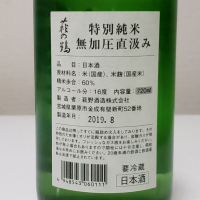 萩の鶴
特別純米
無加圧直汲み
品目：日本酒
原材料名：米(国産)、米麹(国産米)
精米歩合：60％
アルコール分：16度 内容量：720ml
製造者：萩野酒造株式会社
宮城県栗原市金成有壁新町52番地
製造年月
2019.8
要冷蔵
日本酒
4948543060111